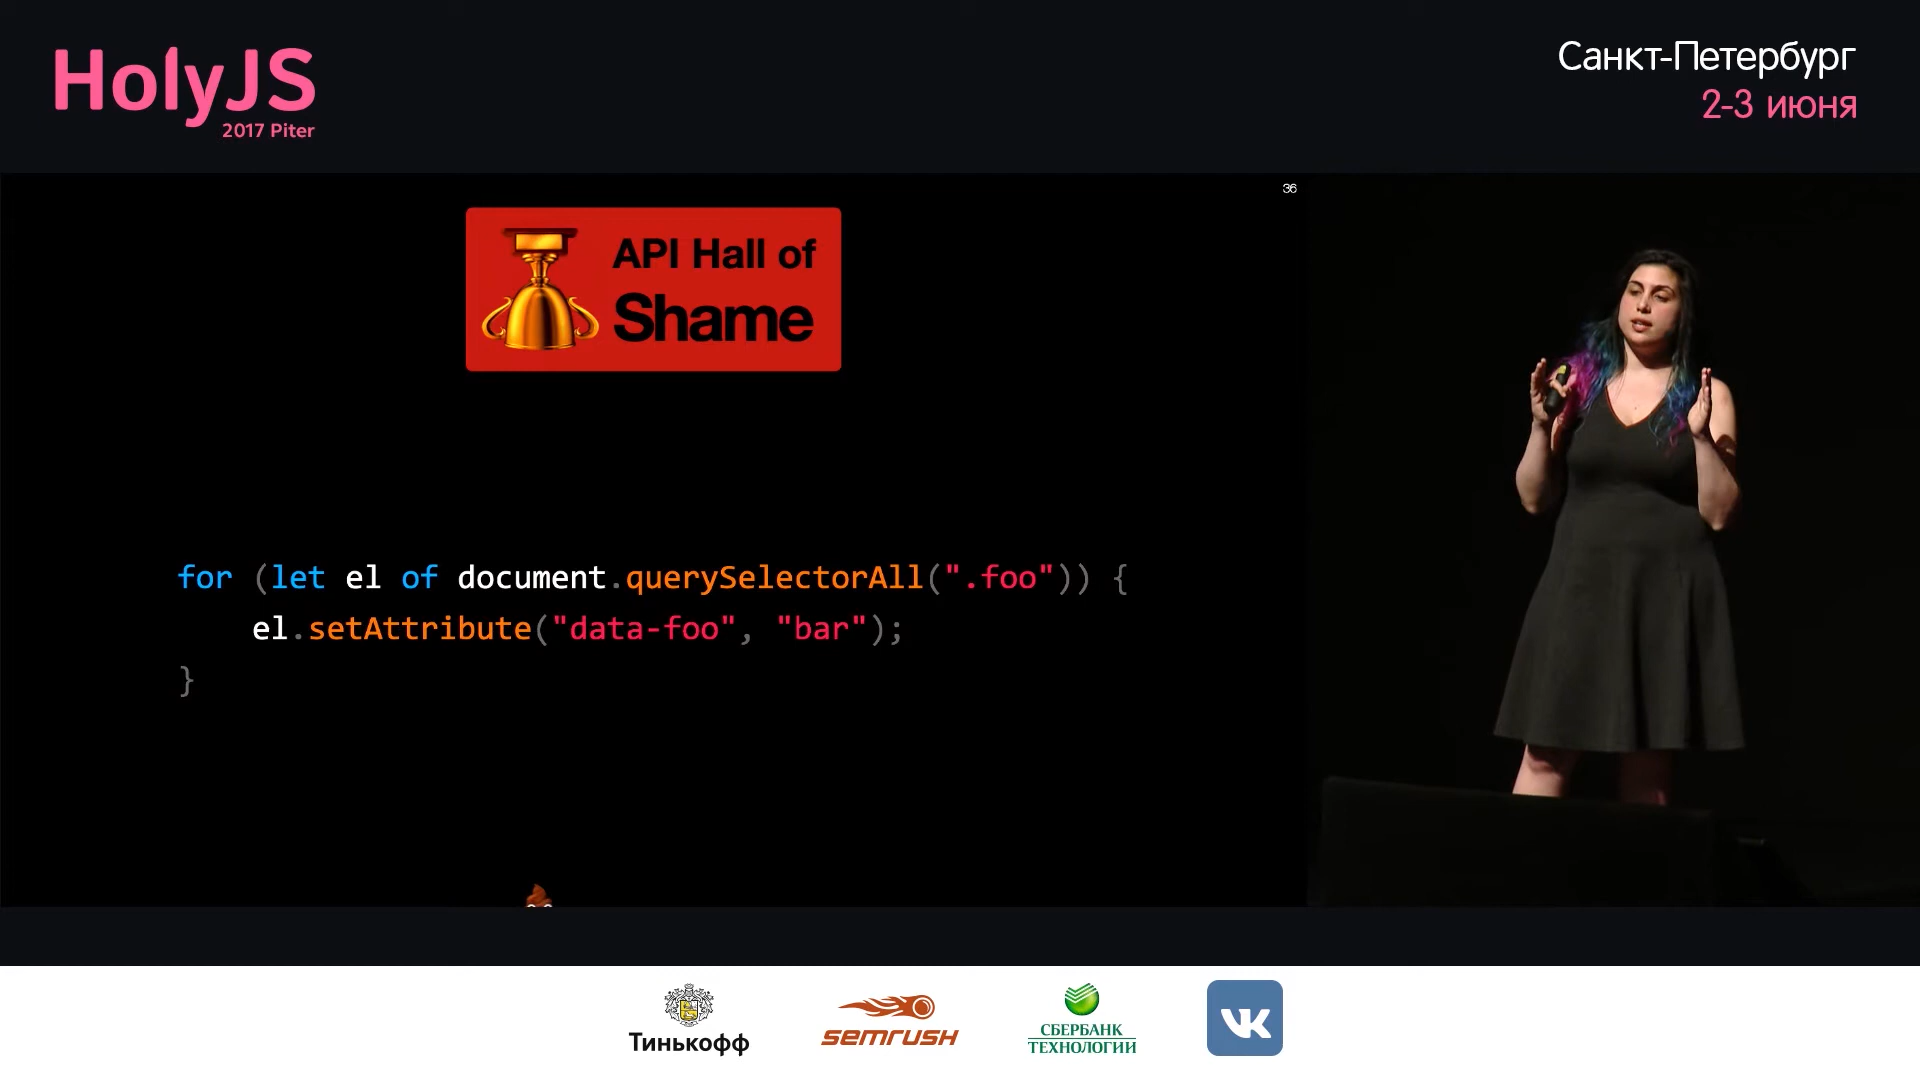 HolyJS
2017 Piter
Санкт-Петербург
2-3 июня
36
API Hall of
Shame
for (let el of document.querySelectorAll(".foo")) {
    el.setAttribute("data-foo", "bar");
}
Тинькофф
semrush
СБЕРБАНК
ТЕХНОЛОГИИ
VK